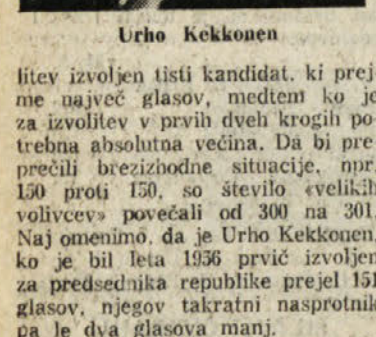 Urho Kekkonen
litev izvoljen tisti kandidat. ki prej
me največ glasov, medtem ko je
za izvolitev v prvih dveh krogih po
trebna absolutna večina. Da bi pre
prečili brezizhodne situacije, npr.
150 proti 150, so število «velikih
volivcev» povečali od 300 na 301.
Naj omenimo, da je Urho Kekkonen,
ko je bil leta 1956 prvič izvoljen
za predsednika republike prejel 151
glasov, njegov takratni nasprotnik
pa le dva glasova manj.